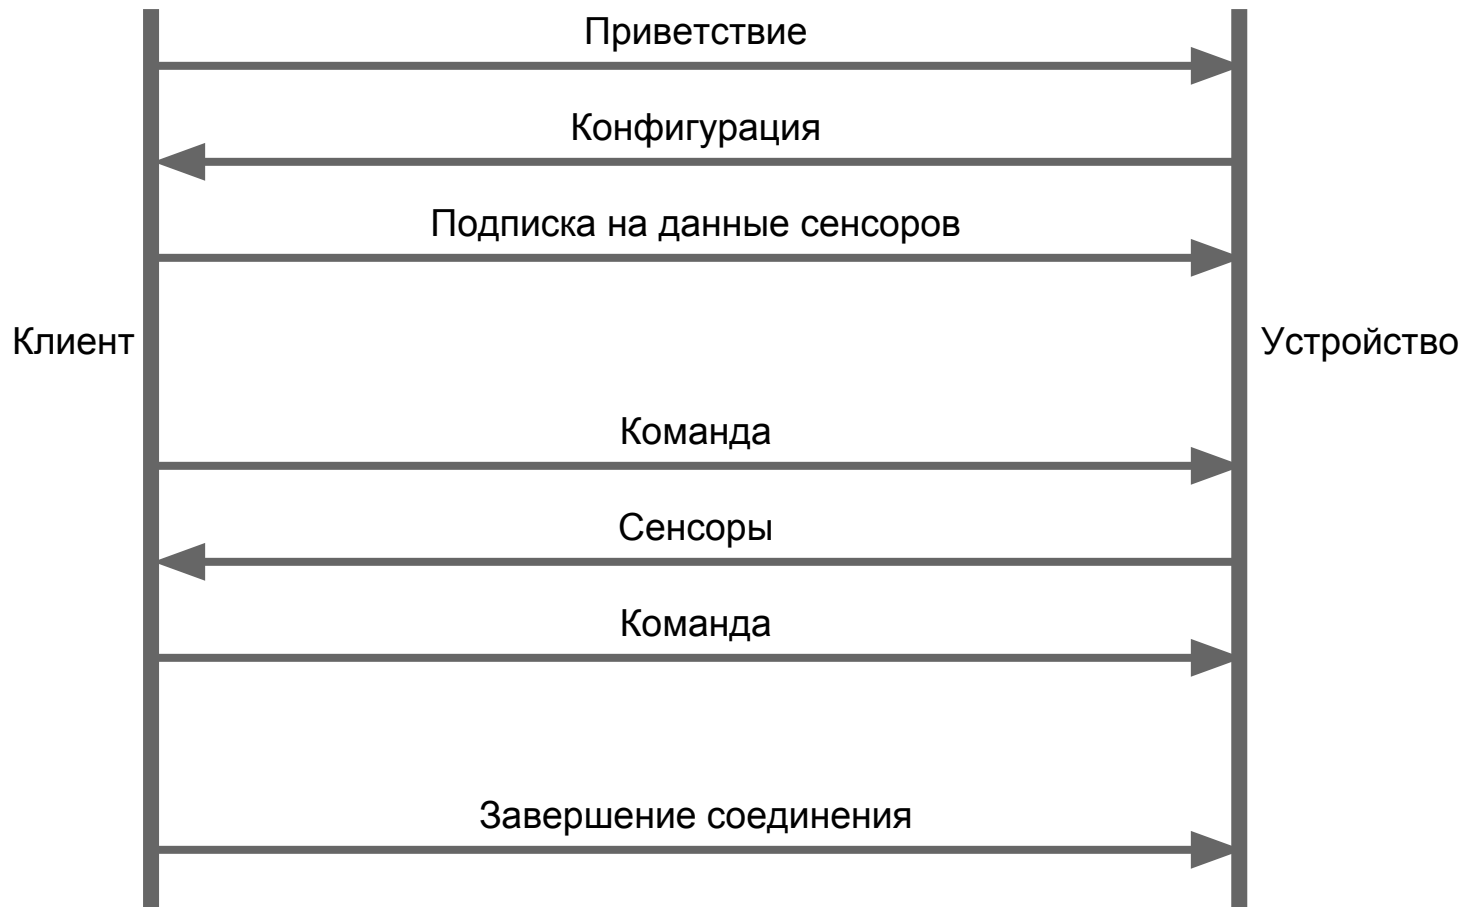 Приветствие
Конфигурация
Подписка на данные сенсоров
Клиент
Устройство
Команда
Сенсоры
Команда
Завершение соединения